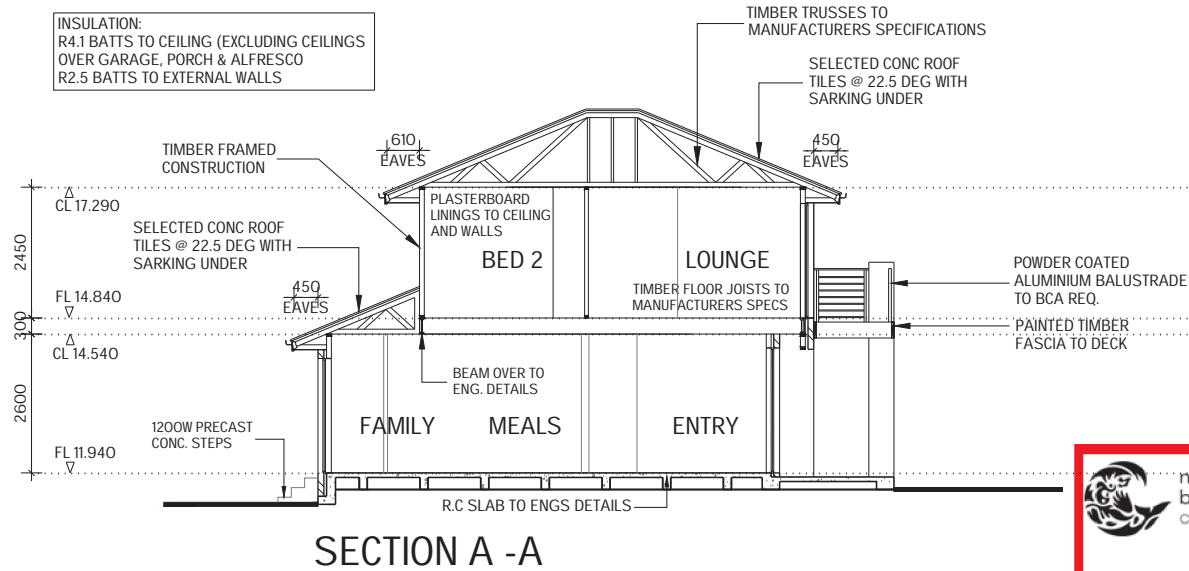 INSULATION:
R4.1 BATTS TO CEILING (EXCLUDING CEILINGS
OVER GARAGE, PORCH & ALFRESCO
R2.5 BATTS TO EXTERNAL WALLS
TIMBER TRUSSES TO
MANUFACTURERS SPECIFICATIONS
SELECTED CONC ROOF
TILES @ 22.5 DEG WITH
SARKING UNDER
TIMBER FRAMED
CONSTRUCTION
610
EAVES
450
EAVES
CL 17.290
PLASTERBOARD
LININGS TO CEILING
AND WALLS
SELECTED CONC ROOF
TILES @ 22.5 DEG WITH
SARKING UNDER
2450
BED 2
LOUNGE
POWDER COATED
ALUMINIUM BALUSTRADE
TO BCA REQ.
TIMBER FLOOR JOISTS TO
MANUFACTURERS SPECS
450
EAVES
FL 14.840
300
CL 14.540
PAINTED TIMBER
FASCIA TO DECK
BEAM OVER TO
ENG. DETAILS
2600
FAMILY
MEALS
ENTRY
1200W PRECAST
CONC. STEPS
FL 11.940
R.C SLAB TO ENGS DETAILS
SECTION A -A